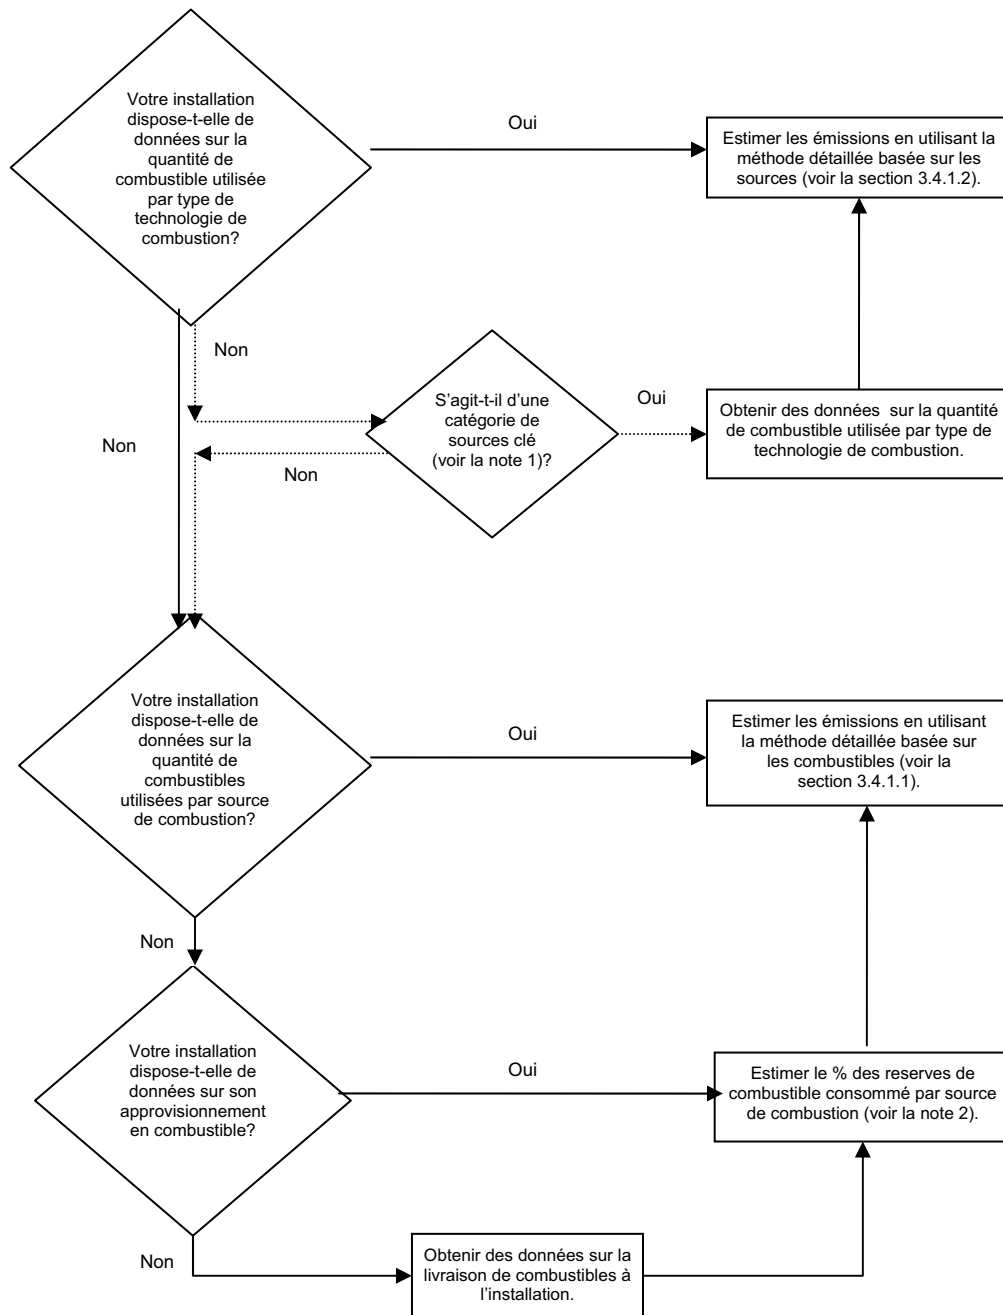 Votre installation
dispose-t-elle de
données sur la
quantité de
combustible utilisée
par type de
technologie de
combustion?
Oui
Estimer les émissions en utilisant la
méthode détaillée basée sur les
sources (voir la section 3.4.1.2).
Non
Non
S'agit-t-il d'une
catégorie de
sources clé
(voir la note 1)?
Oui
Obtenir des données sur la quantité
de combustible utilisée par type de
technologie de combustion.
Non
Votre installation
dispose-t-elle de
données sur la
quantité de
combustibles
utilisées par source
de combustion?
Oui
Estimer les émissions en utilisant
la méthode détaillée basée sur
les combustibles (voir la
section 3.4.1.1).
Non
Votre installation
dispose-t-elle de
données sur son
approvisionnement
en combustible?
Oui
Estimer le % des reserves de
combustible consommé par source
de combustion (voir la note 2).
Non
Obtenir des données sur la
livraison de combustibles à
l'installation.